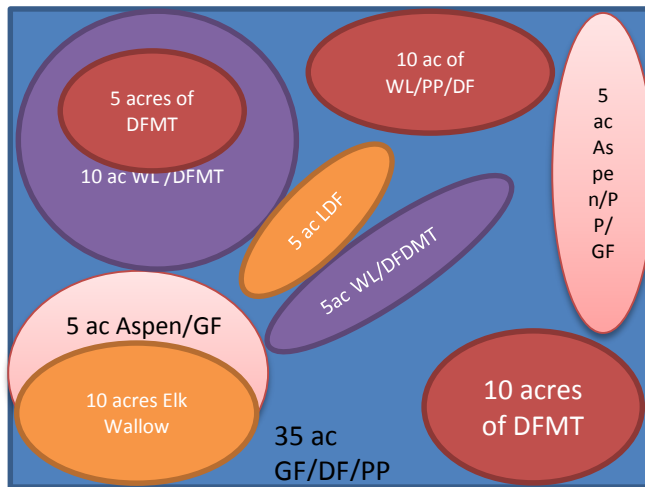 5 acres of
DFMT
10 ac WL /DFMT
10 ac of
WL/PP/DF
5
ac
As
pe
n/P
P/
GF
5 ac LDF
5ac WL/DFDMT
5 ac Aspen/GF
10 acres Elk
Wallow
35 ac
GF/DF/PP
10 acres
of DFMT